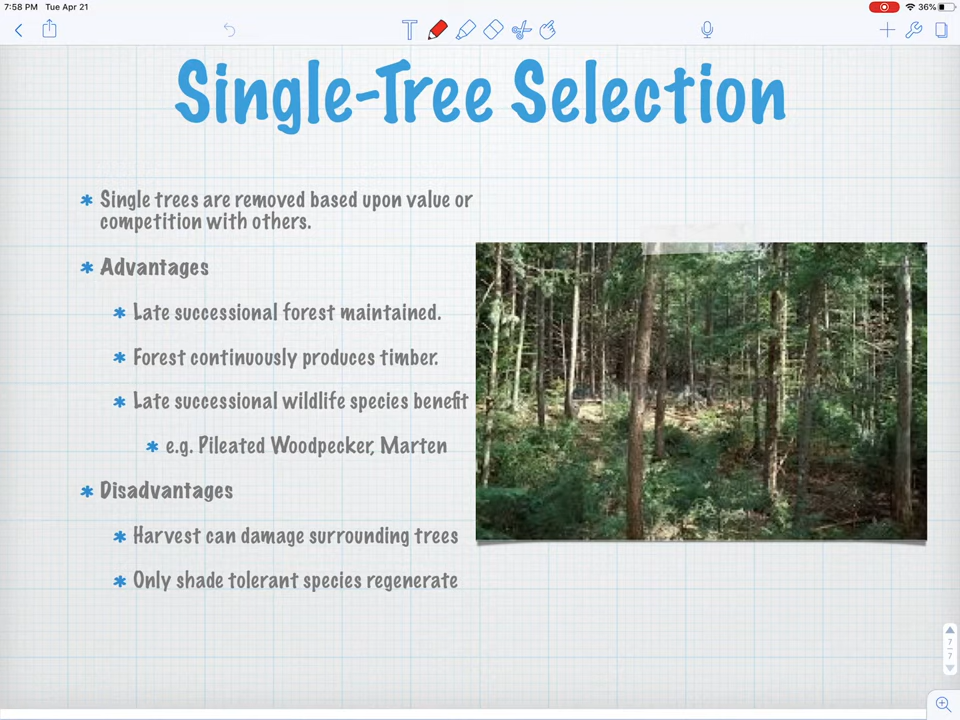 7:58 PM Tue Apr 21
36%
T
Single-Tree Selection
* Single trees are removed based upon value or
competition with others.
* Advantages
* Late successional forest maintained.
* Forest continuously produces timber.
* Late successional wildlife species benefit
* e.g. Pileated Woodpecker, Marten
* Disadvantages
* Harvest can damage surrounding trees
* Only shade tolerant species regenerate
7
7